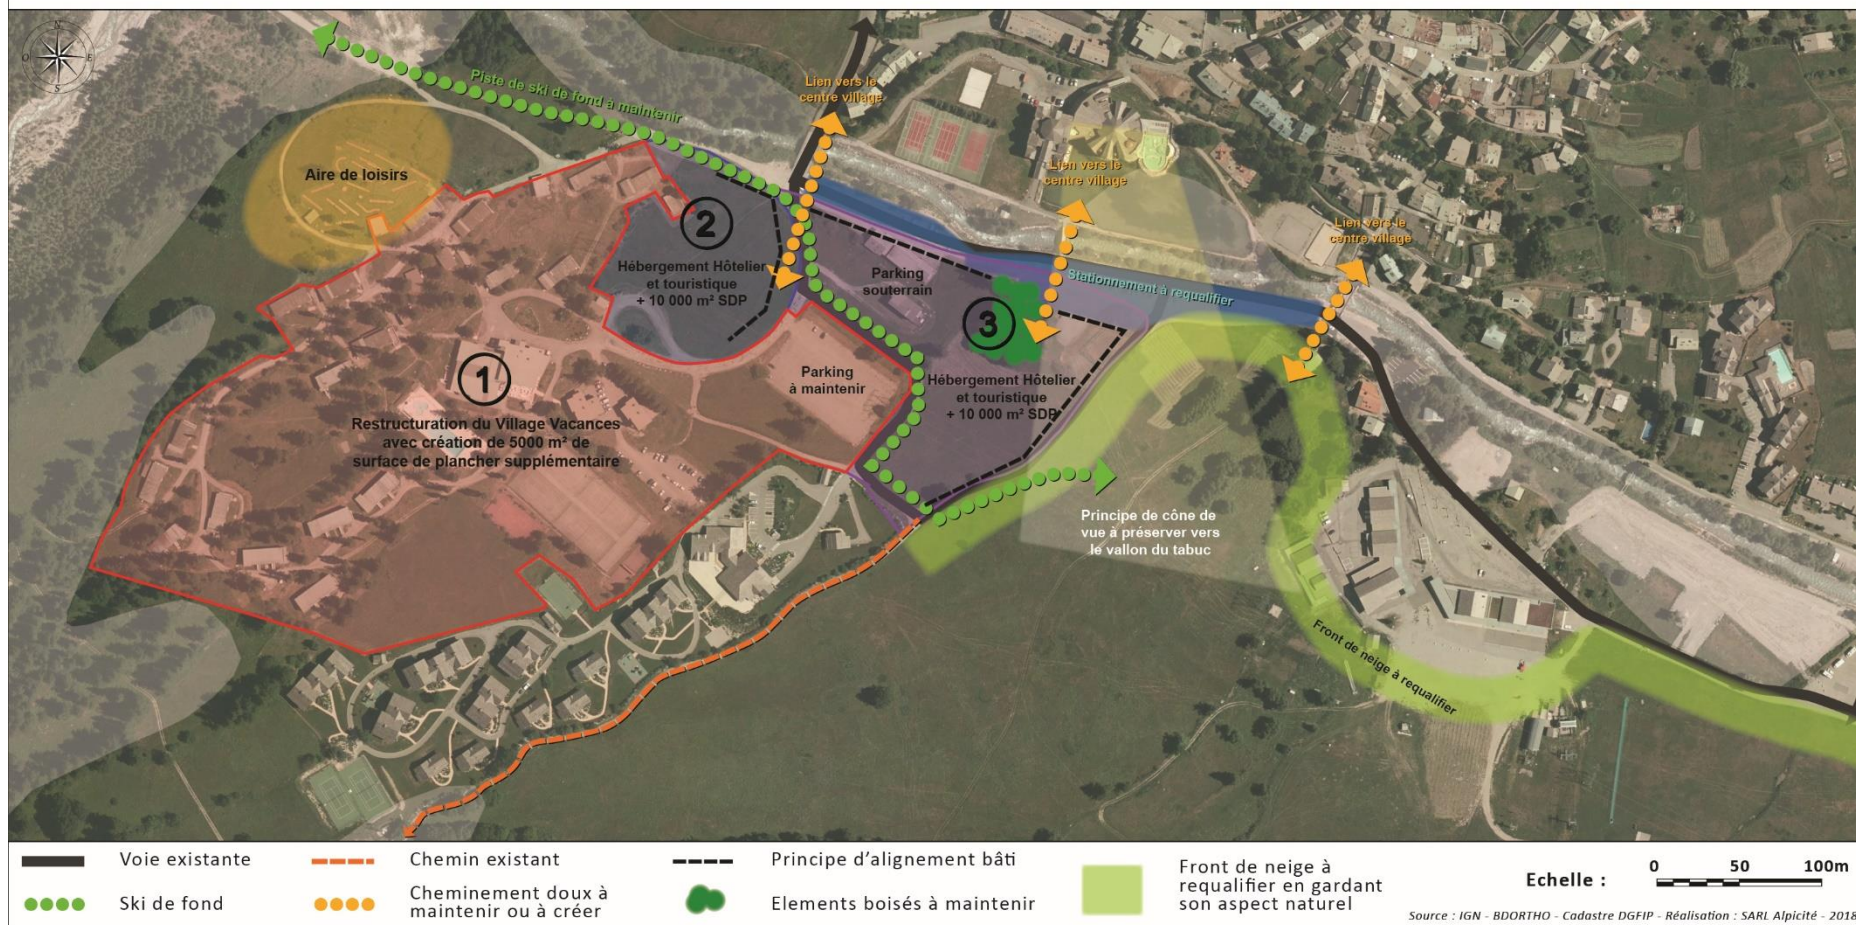 N
O
E
S
Piste de ski de fond à maintenir
Lien vers le
centre village
Lien vers le
centre village
Lien vers le
centre village
Aire de loisirs
2
Hébergement Hôtelier
et touristique
+ 10 000 m² SDP
Parking
souterrain
Stationnement à requalifier
3
Hébergement Hôtelier
et touristique
+ 10 000 m² SDP
Parking
à maintenir
1
Restructuration du Village Vacances
avec création de 5000 m² de
surface de plancher supplémentaire
Principe de cône de
vue à préserver vers
le vallon du tabuc
Front de neige à requalifier
Voie existante
Ski de fond
Chemin existant
Cheminement doux à
maintenir ou à créer
Principe d'alignement bâti
Elements boisés à maintenir
Front de neige à
requalifier en gardant
son aspect naturel
Echelle :
0 50 100m
Source : IGN - BDORTHO - Cadastre DGFIP - Réalisation : SARL Alpicité - 2018